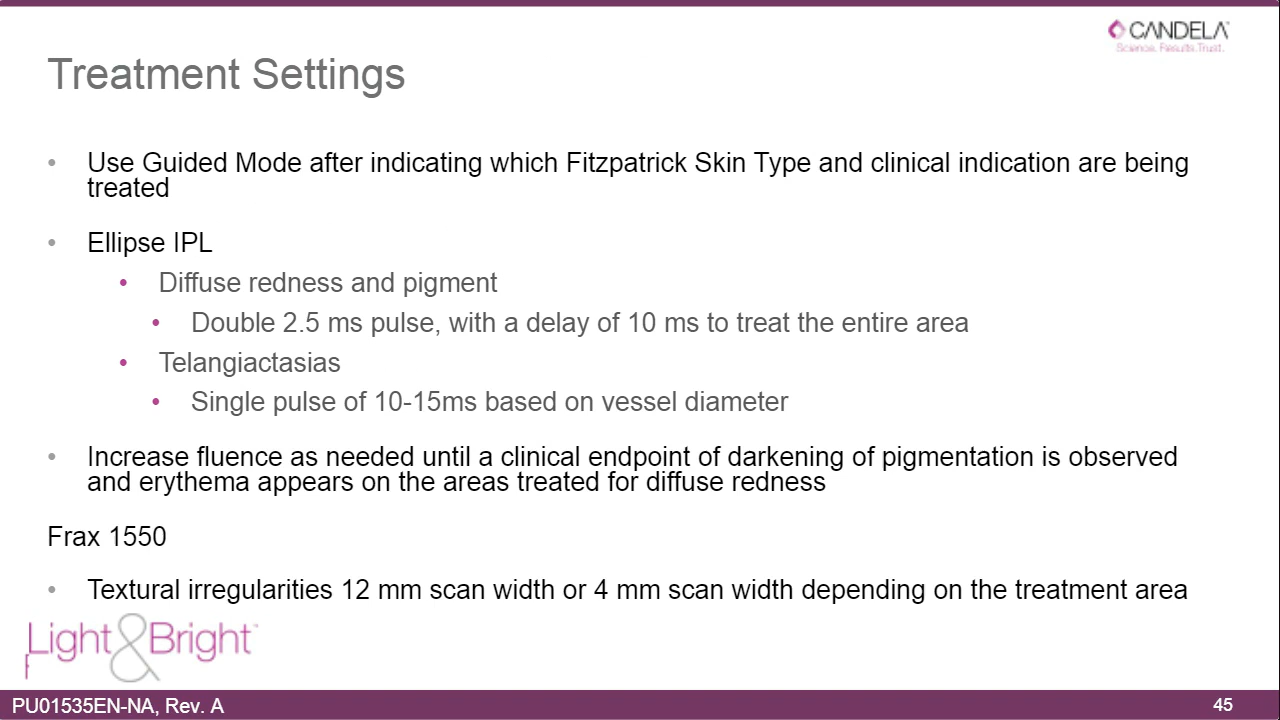 CANDELA™
Science. Results. Trust.
Treatment Settings
• Use Guided Mode after indicating which Fitzpatrick Skin Type and clinical indication are being
treated
• Ellipse IPL
• Diffuse redness and pigment
• Double 2.5 ms pulse, with a delay of 10 ms to treat the entire area
• Telangiactasias
• Single pulse of 10-15ms based on vessel diameter
• Increase fluence as needed until a clinical endpoint of darkening of pigmentation is observed
and erythema appears on the areas treated for diffuse redness
Frax 1550
• Textural irregularities 12 mm scan width or 4 mm scan width depending on the treatment area
Light&Bright™
PU01535EN-NA, Rev. A
45